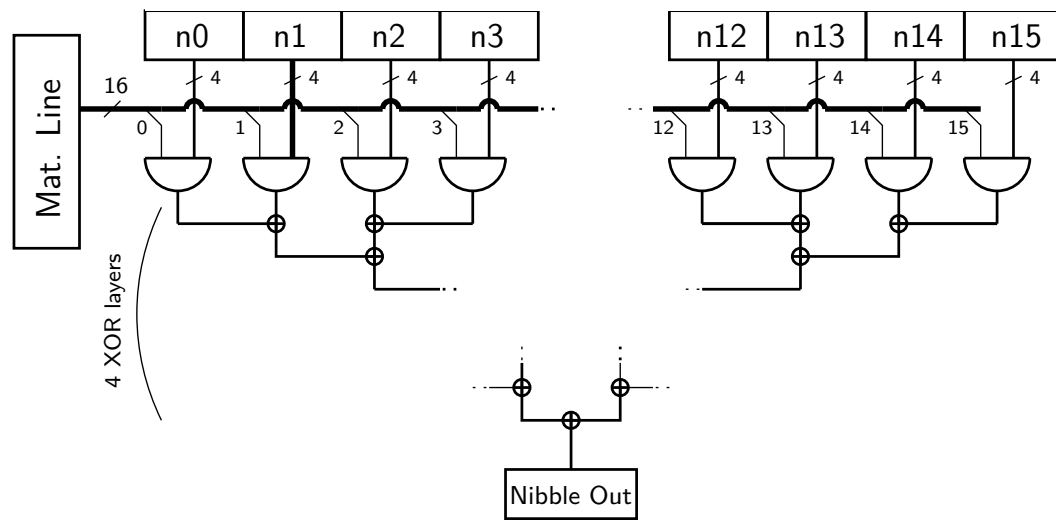 n0 n1 n2 n3 n12 n13 n14 n15
4 4 4 4 4 4 4 4
16
0 1 2 3 12 13 14 15
Mat. Line
4 XOR layers
Nibble Out